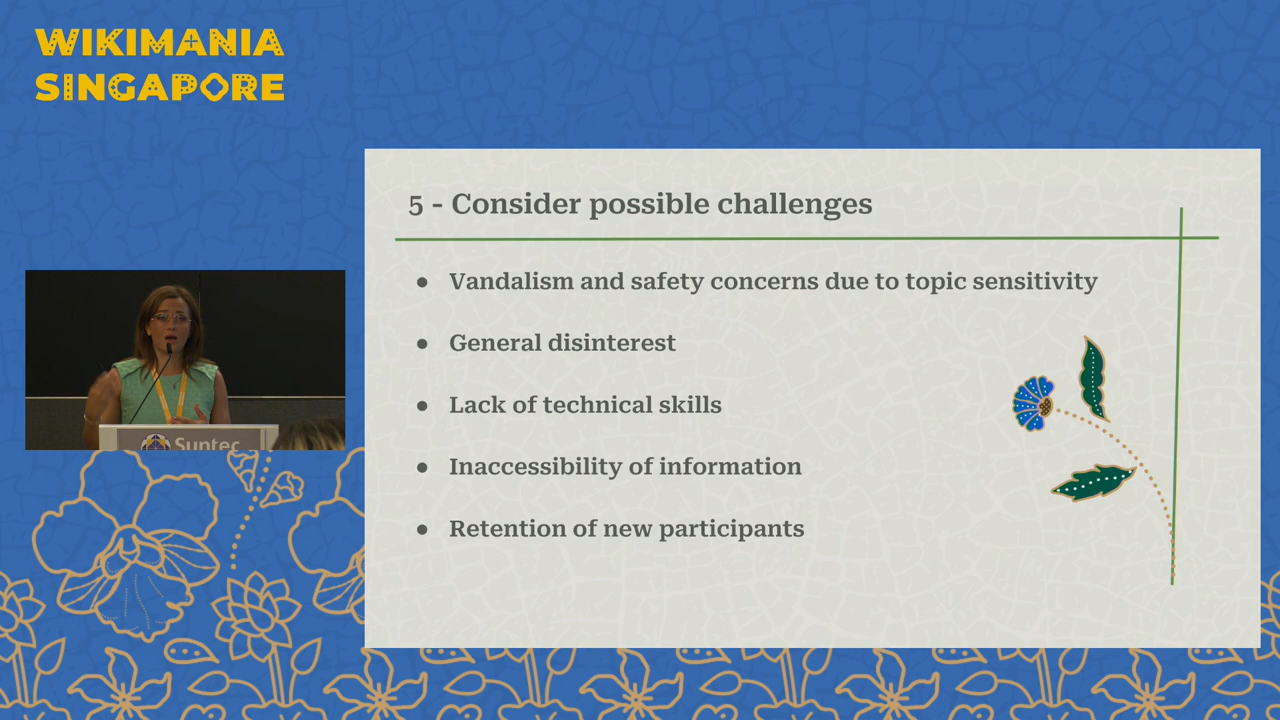 WIKIMANIA
SINGAPORE
5 - Consider possible challenges
● Vandalism and safety concerns due to topic sensitivity
● General disinterest
● Lack of technical skills
● Inaccessibility of information
● Retention of new participants
Suntec